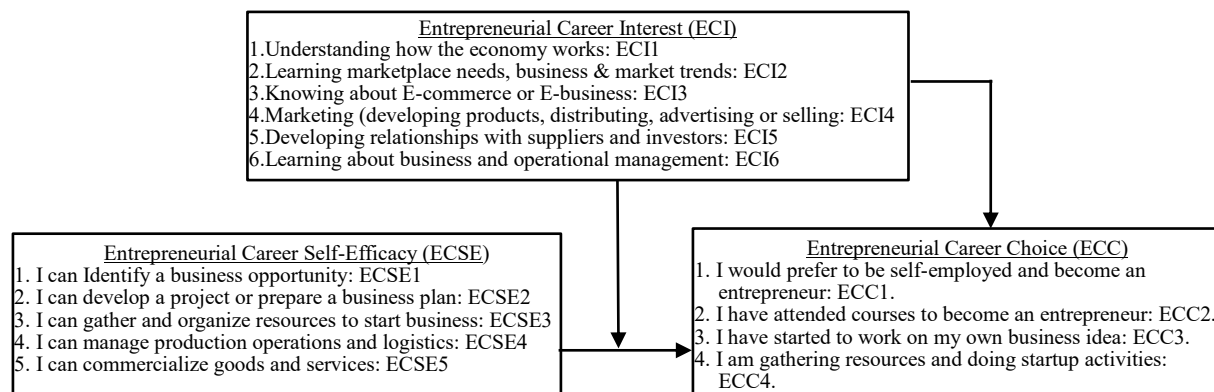 Entrepreneurial Career Interest (ECI)
1.Understanding how the economy works: ECI1
2.Learning marketplace needs, business & market trends: ECI2
3.Knowing about E-commerce or E-business: ECI3
4.Marketing (developing products, distributing, advertising or selling: ECI4
5.Developing relationships with suppliers and investors: ECI5
6.Learning about business and operational management: ECI6
Entrepreneurial Career Self-Efficacy (ECSE)
1. I can Identify a business opportunity: ECSE1
2. I can develop a project or prepare a business plan: ECSE2
3. I can gather and organize resources to start business: ECSE3
4. I can manage production operations and logistics: ECSE4
5. I can commercialize goods and services: ECSE5
Entrepreneurial Career Choice (ECC)
1. I would prefer to be self-employed and become an
entrepreneur: ECC1.
2. I have attended courses to become an entrepreneur: ECC2.
3. I have started to work on my own business idea: ECC3.
4. I am gathering resources and doing startup activities:
ECC4.